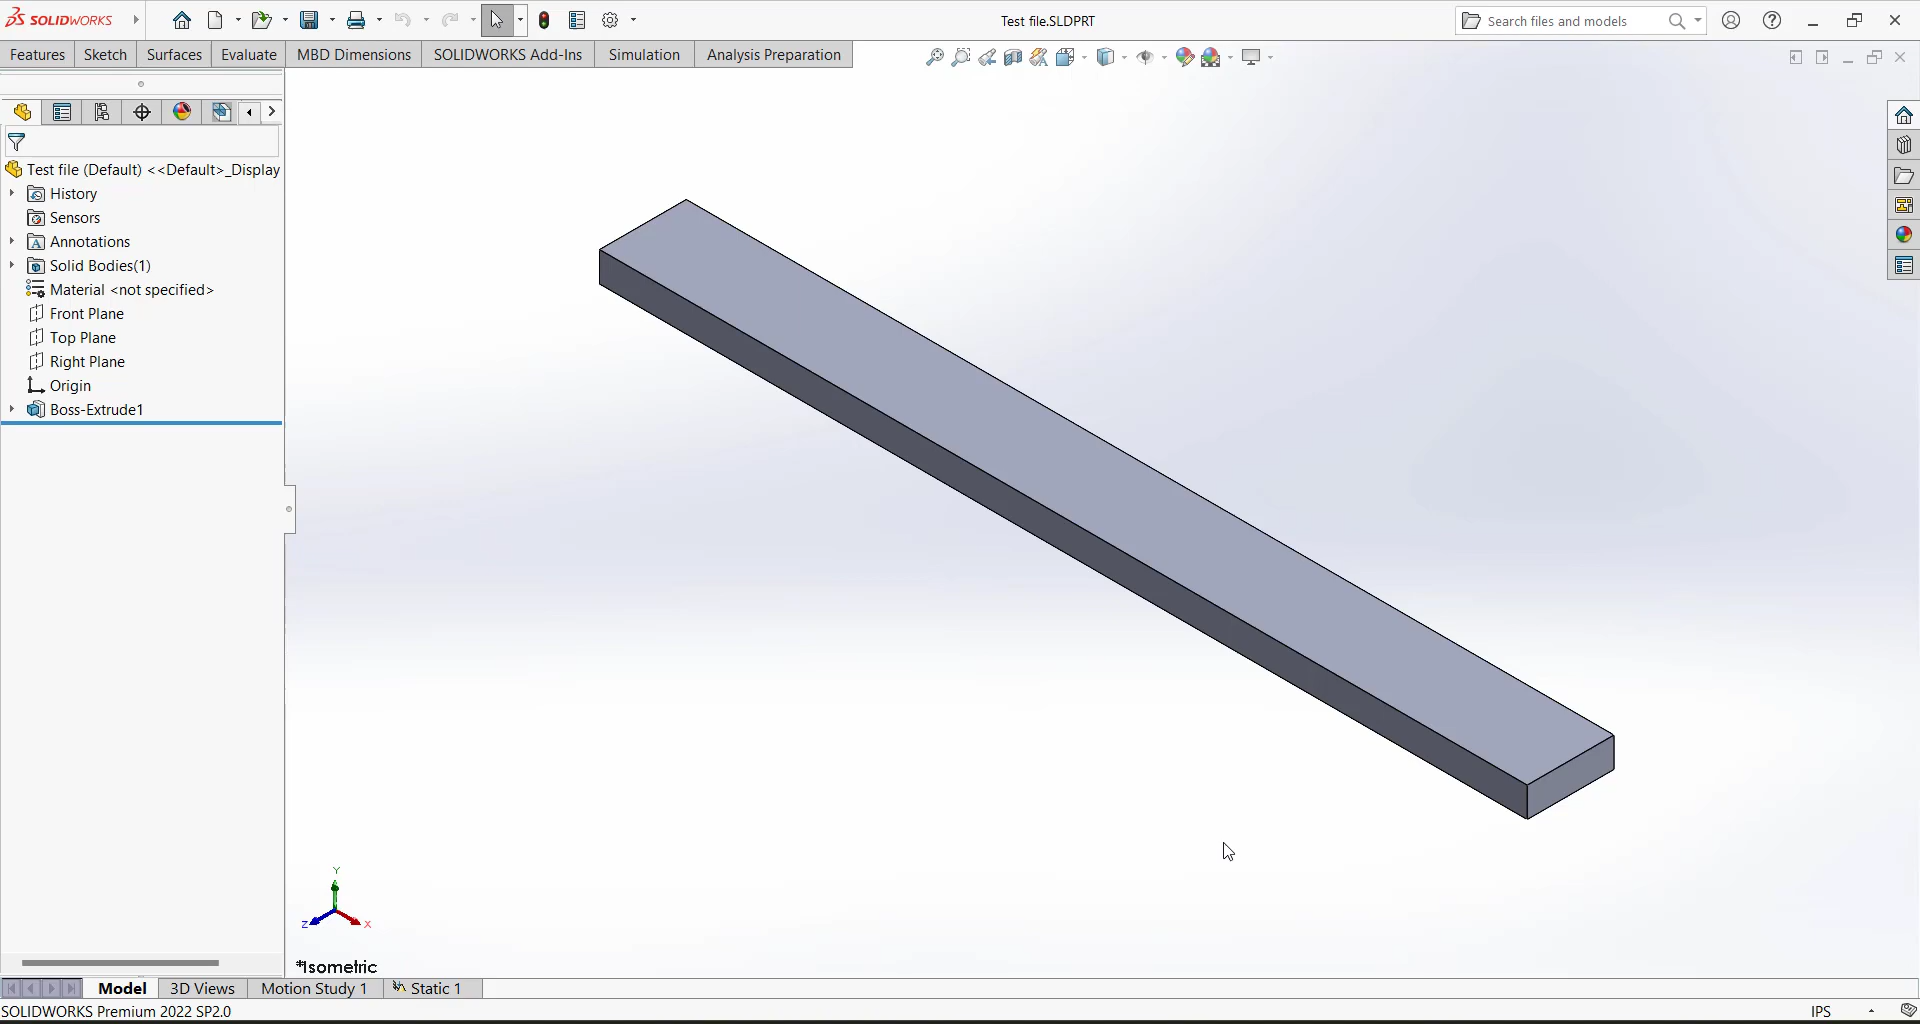 SOLIDWORKS
Test file.SLDPRT
Search files and models
Features
Sketch
Surfaces
Evaluate
MBD Dimensions
SOLIDWORKS Add-Ins
Simulation
Analysis Preparation
Test file (Default) <<Default>_Display
History
Sensors
Annotations
Solid Bodies(1)
Material <not specified>
Front Plane
Top Plane
Right Plane
Origin
Boss-Extrude1
Y
Z
X
*Isometric
Model
3D Views
Motion Study 1
Static 1
SOLIDWORKS Premium 2022 SP2.0
IPS